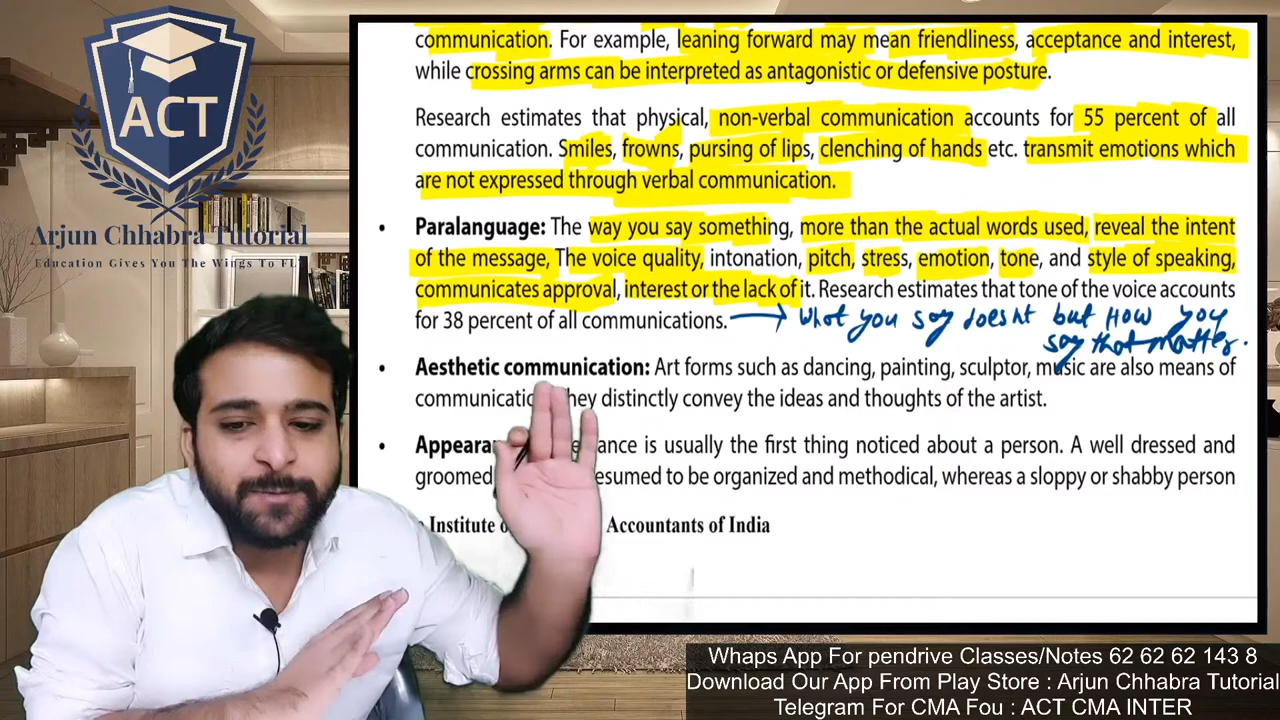 ACT
Arjun Chhabra Tutorial
Education Gives You The Wings To
communication. For example, leaning forward may mean friendliness, acceptance and interest,
while crossing arms can be interpreted as antagonistic or defensive posture.
Research estimates that physical, non-verbal communication accounts for 55 percent of all
communication. Smiles, frowns, pursing of lips, clenching of hands etc. transmit emotions which
are not expressed through verbal communication.
• Paralanguage: The way you say something, more than the actual words used, reveal the intent
of the message, The voice quality, intonation, pitch, stress, emotion, tone, and style of speaking,
communicates approval, interest or the lack of it. Research estimates that tone of the voice accounts
for 38 percent of all communications. → what you say doesnt but How you
say that matter.
• Aesthetic communication: Art forms such as dancing, painting, sculptor, music are also means of
distinctly convey the ideas and thoughts of the artist.
• is usually the first thing noticed about a person. A well dressed and
groomed to be organized and methodical, whereas a sloppy or shabby person
Institute Accountants of India
Whaps App For pendrive Classes/Notes 62 62 62 143 8
Download Our App From Play Store : Arjun Chhabra Tutorial
Telegram For CMA Fou : ACT CMA INTER